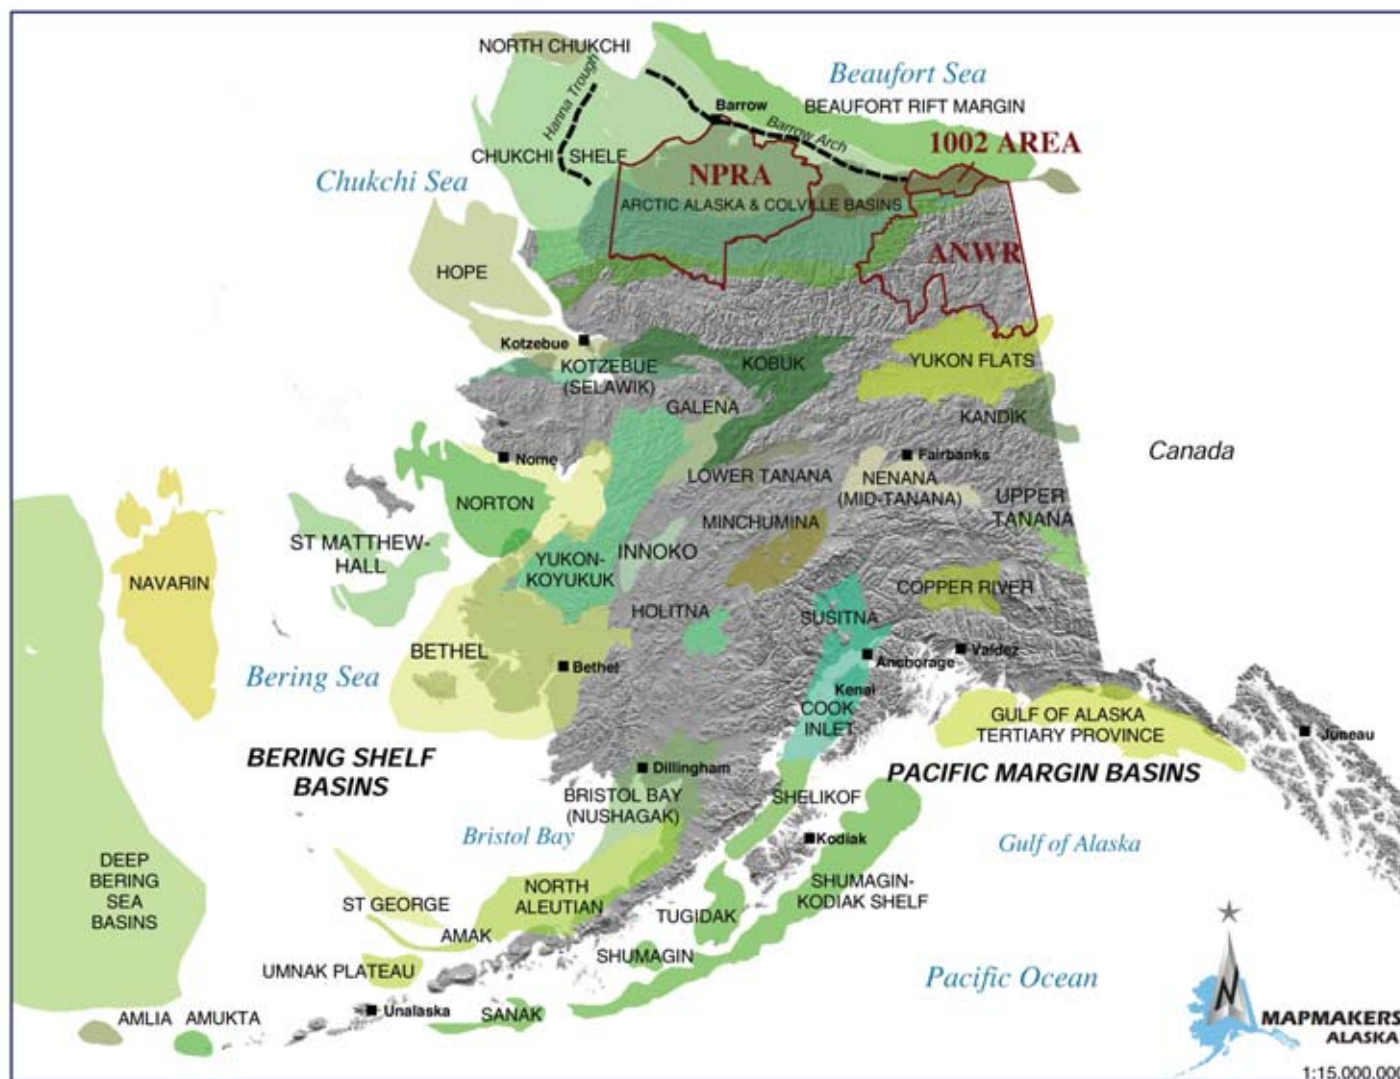 NORTH CHUKCHI
Hanna Trough
Beaufort Sea
BEAUFORT RIFT MARGIN
Barrow
Barrow Arch
1002 AREA
CHUKCHI SHELF
Chukchi Sea
NPRA
ARCTIC ALASKA & COLVILLE BASINS
ANWR
HOPE
Kotzebue
KOTZEBUE
(SELAWIK)
KOBUK
YUKON FLATS
GALENA
KANDIK
Canada
Nome
Fairbanks
LOWER TANANA
NENANA
(MID-TANANA)
NORTON
UPPER
TANANA
MINCHUMINA
ST MATTHEW-
HALL
INNOKO
YUKON-
KOYUKUK
NAVARIN
COPPER RIVER
HOLITNA
SUSITNA
BETHEL
Bethel
Anchorage
Valdez
Bering Sea
Kenai
COOK
INLET
GULF OF ALASKA
TERTIARY PROVINCE
Juneau
BERING SHELF
BASINS
Dillingham
PACIFIC MARGIN BASINS
BRISTOL BAY
(NUSHAGAK)
SHELIKOF
Bristol Bay
Kodiak
Gulf of Alaska
DEEP
BERING
SEA
BASINS
NORTH
ALEUTIAN
SHUMAGIN-
KODIAK SHELF
ST GEORGE
TUGIDAK
AMAK
SHUMAGIN
UMNAK PLATEAU
Pacific Ocean
Unalaska
SANAK
AMLIA
AMUKTA
N
MAPMAKERS
ALASKA
1:15,000,000